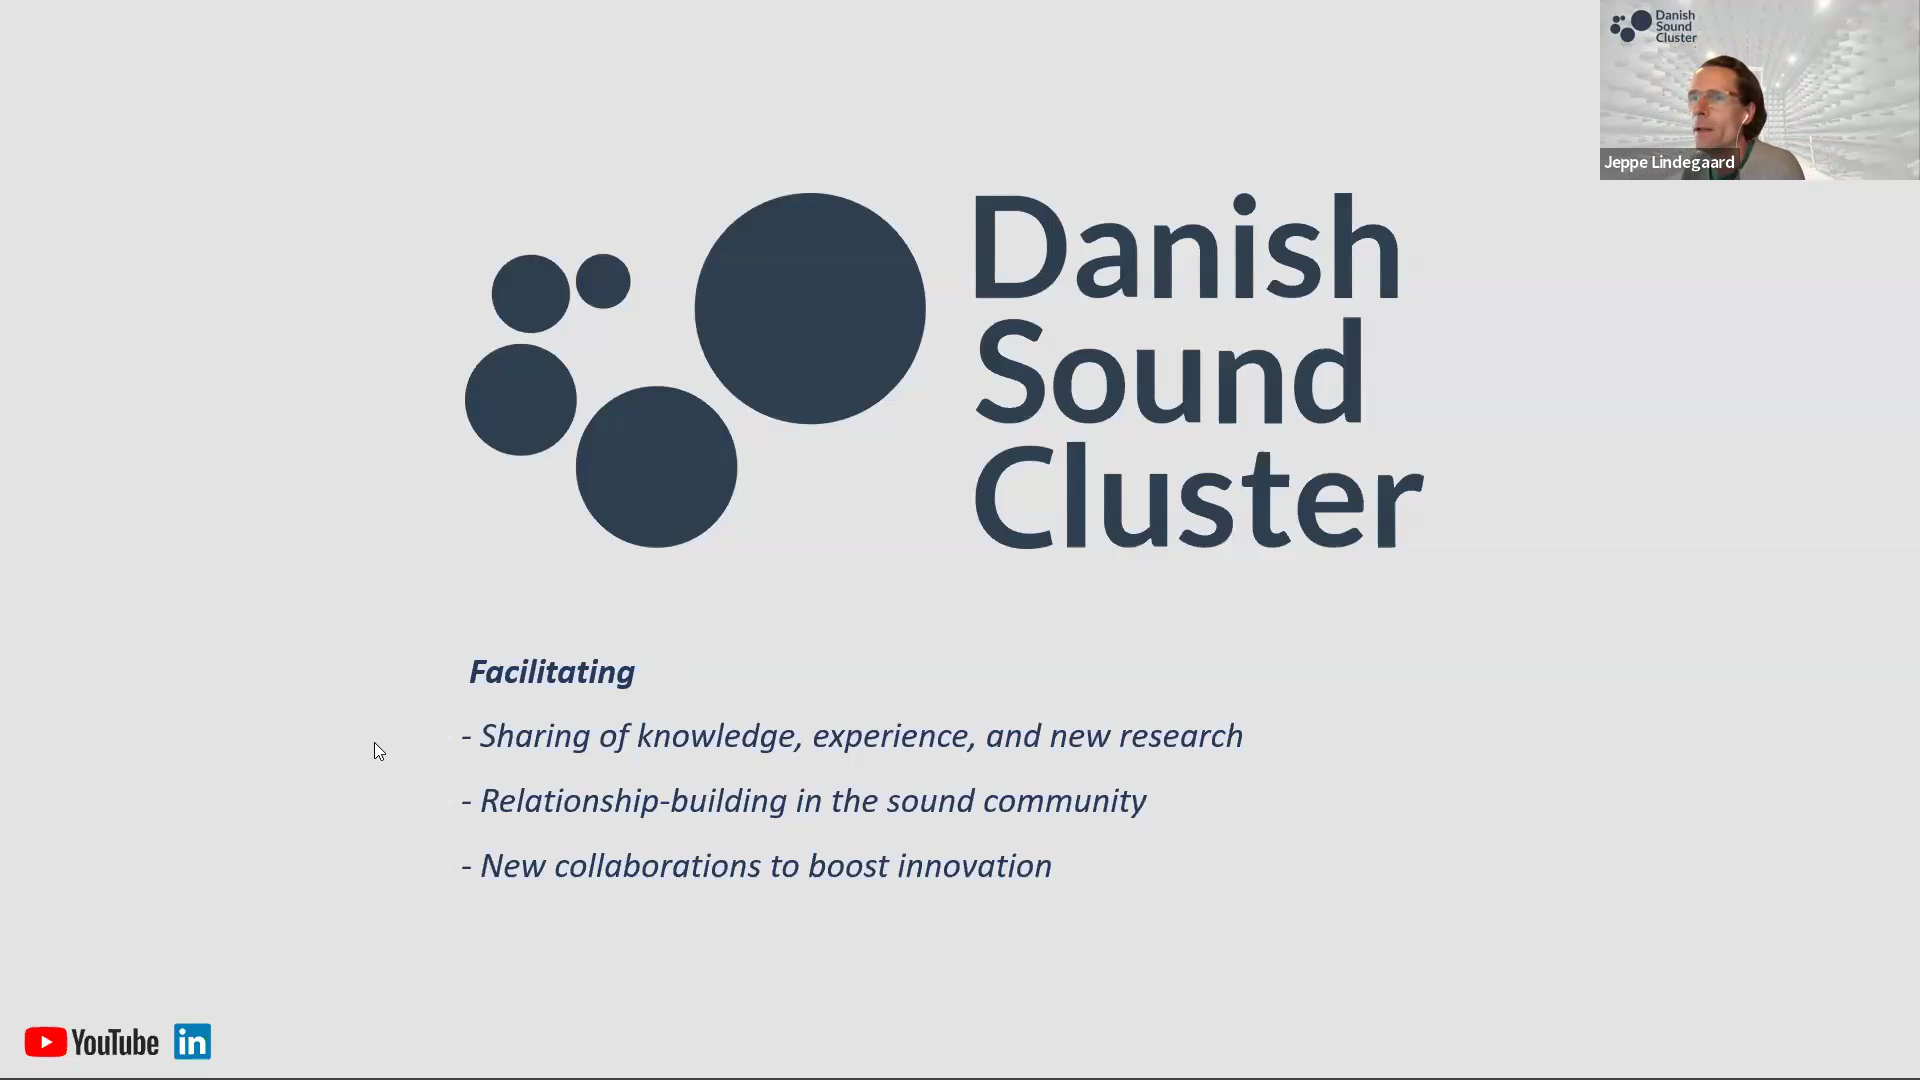 Danish
Sound
Cluster
Jeppe Lindegaard
Danish
Sound
Cluster
Facilitating
- Sharing of knowledge, experience, and new research
- Relationship-building in the sound community
- New collaborations to boost innovation
YouTube in